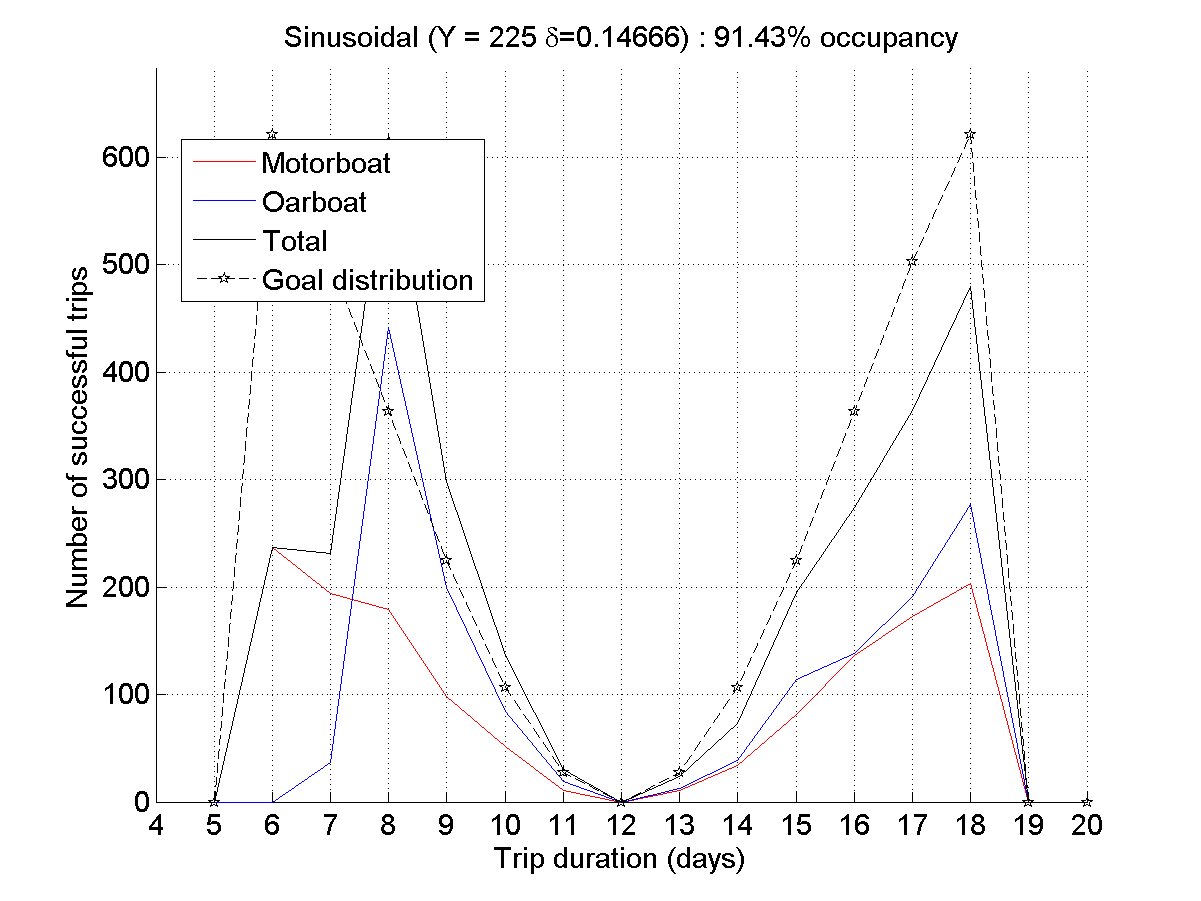 Sinusoidal (Y = 225 δ=0.14666) : 91.43% occupancy
600
500
400
300
200
100
0
Number of successful trips
Motorboat
Oarboat
Total
Goal distribution
4 5 6 7 8 9 10 11 12 13 14 15 16 17 18 19 20
Trip duration (days)